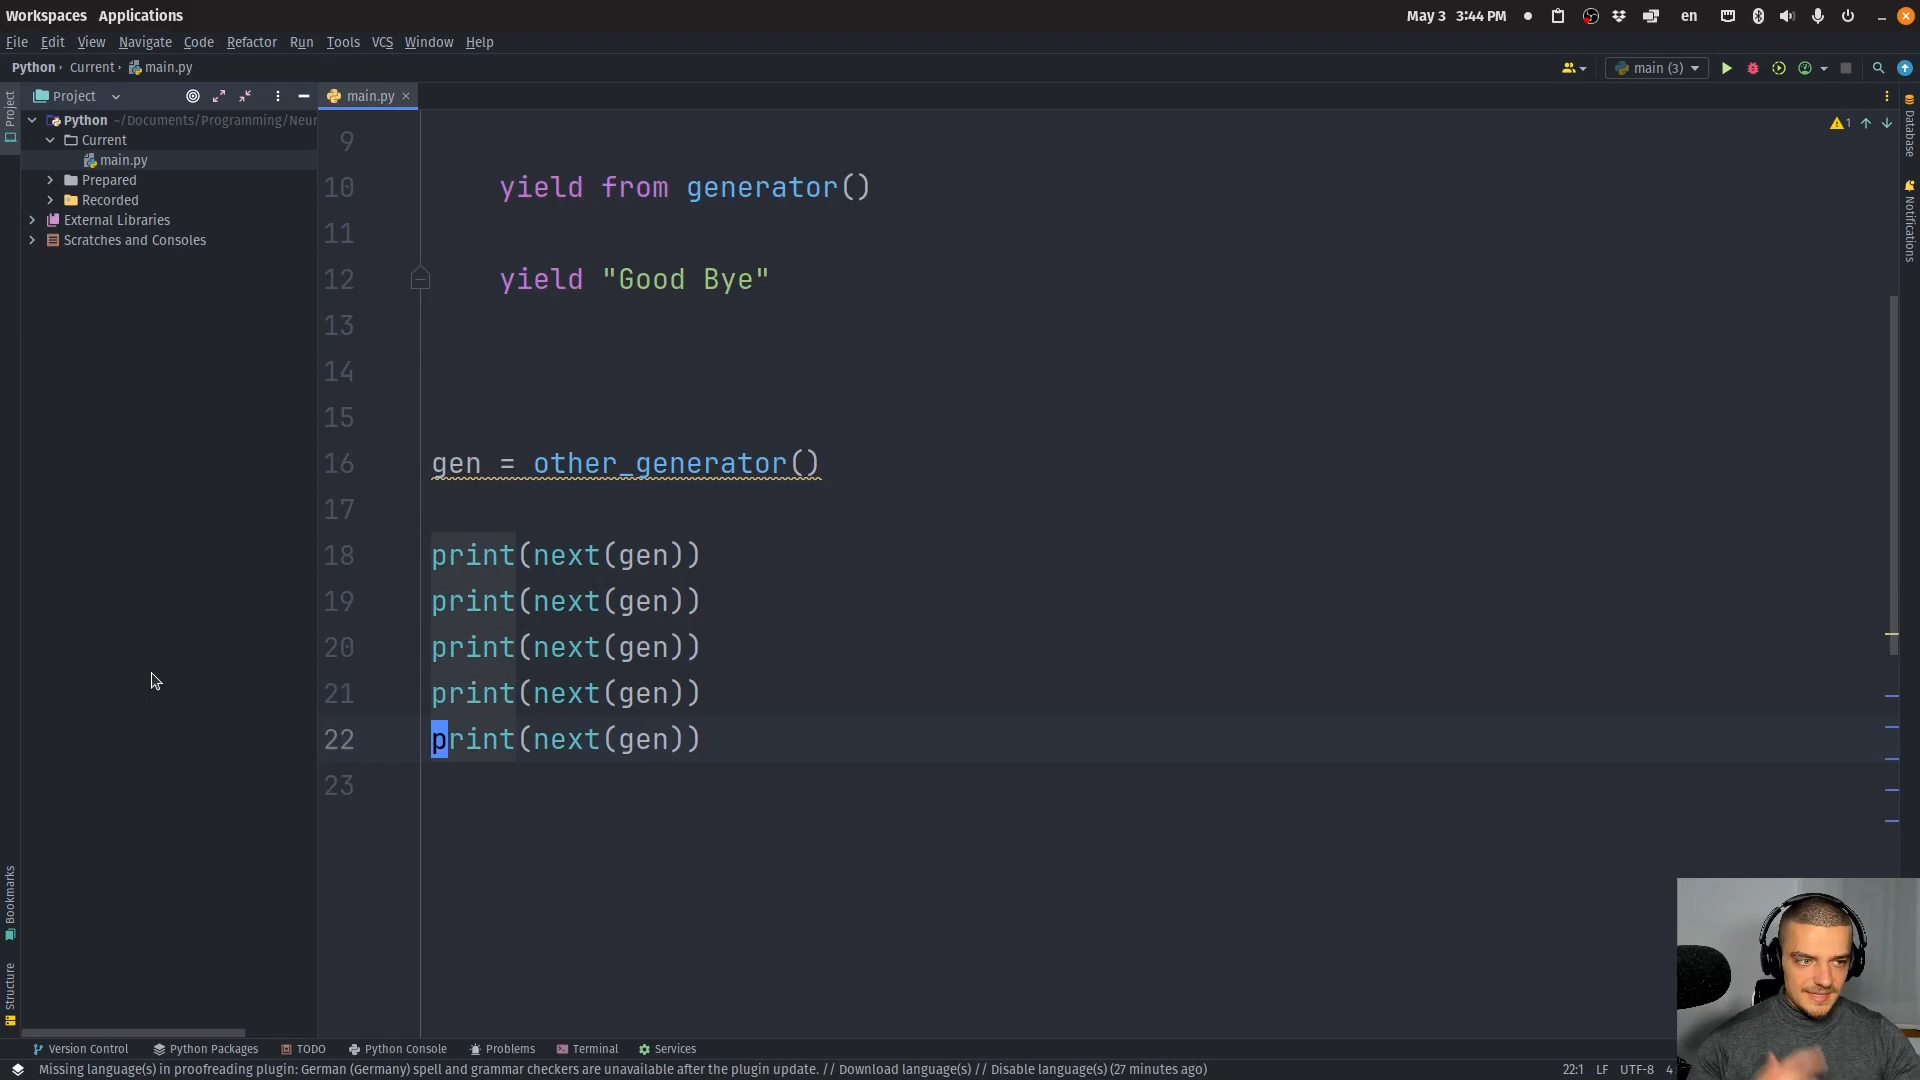 Workspaces Applications
May 3 3:44 PM
en
File Edit View Navigate Code Refactor Run Tools VCS Window Help
Python Current main.py
main (3)
Project
main.py
Project
Python ~/Documents/Programming/Neur
Current
main.py
Prepared
Recorded
External Libraries
Scratches and Consoles
1
Database
Notifications
9
10 yield from generator()
11
12 yield "Good Bye"
13
14
15
16 gen = other_generator()
17
18 print(next(gen))
19 print(next(gen))
20 print(next(gen))
21 print(next(gen))
22 print(next(gen))
23
Bookmarks
Structure
Version Control Python Packages TODO Python Console Problems Terminal Services
Missing language(s) in proofreading plugin: German (Germany) spell and grammar checkers are unavailable after the plugin update. // Download language(s) // Disable language(s) (27 minutes ago)
22:1 LF UTF-8 4